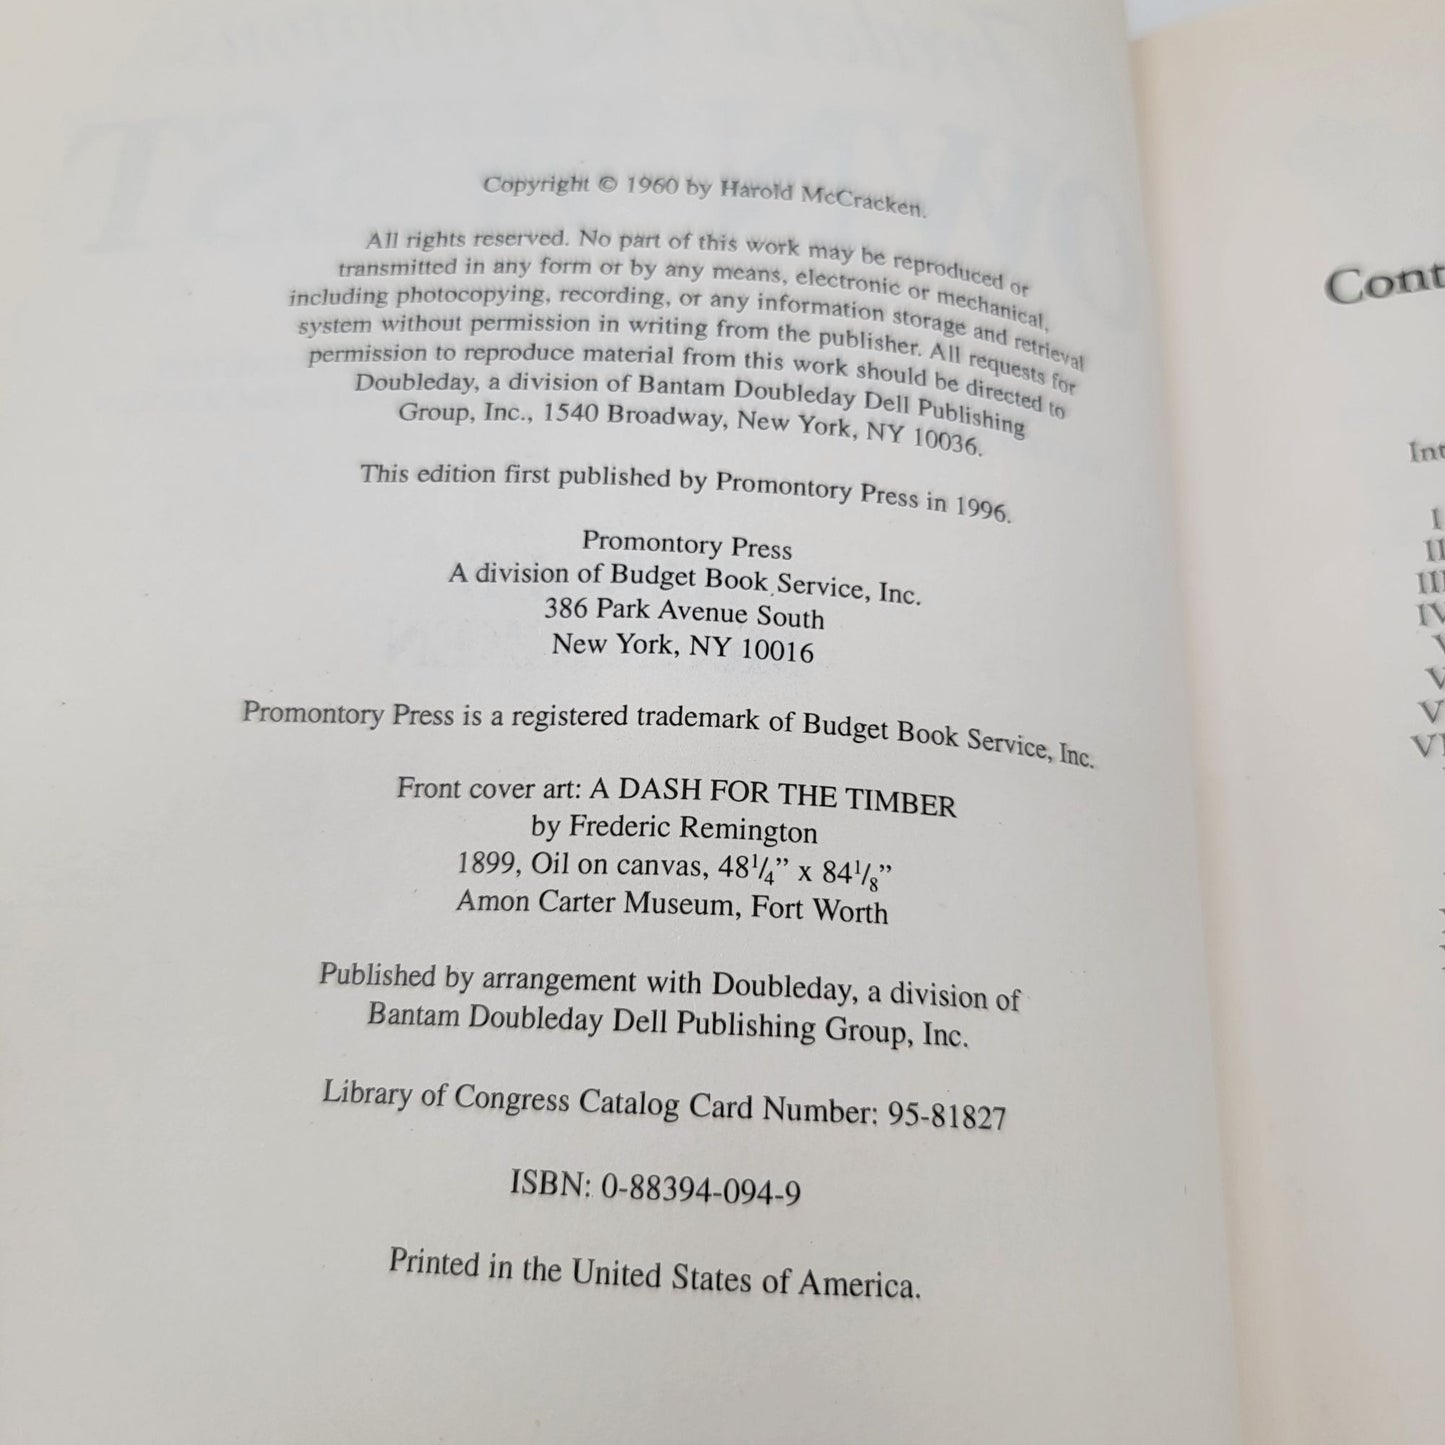 Copyright © 1960 by Harold McCracken.
All rights reserved. No part of this work may be reproduced or
transmitted in any form or by any means, electronic or mechanical,
including photocopying, recording, or any information storage and retrieval
system without permission in writing from the publisher. All requests for
permission to reproduce material from this work should be directed to
Doubleday, a division of Bantam Doubleday Dell Publishing
Group, Inc., 1540 Broadway, New York, NY 10036.
This edition first published by Promontory Press in 1996.
Promontory Press
A division of Budget Book Service, Inc.
386 Park Avenue South
New York, NY 10016
Promontory Press is a registered trademark of Budget Book Service, Inc.
Front cover art: A DASH FOR THE TIMBER
by Frederic Remington
1899, Oil on canvas, 48¹/₄” x 84¹/₈”
Amon Carter Museum, Fort Worth
Published by arrangement with Doubleday, a division of
Bantam Doubleday Dell Publishing Group, Inc.
Library of Congress Catalog Card Number: 95-81827
ISBN: 0-88394-094-9
Printed in the United States of America.
Cont
Int
I
II
III
IV
V
V
V
VI